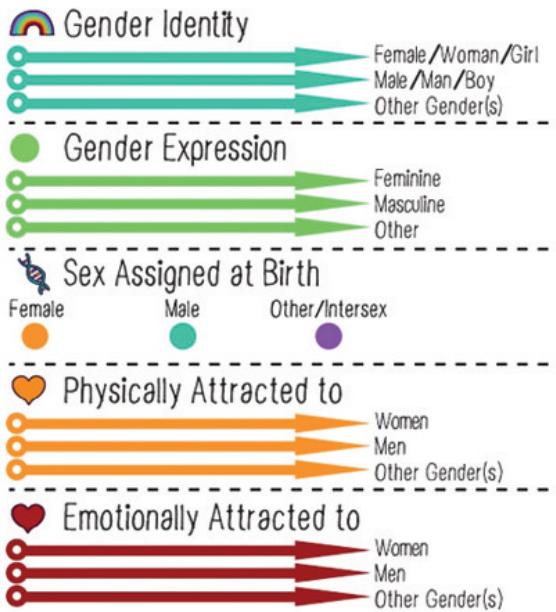 Gender Identity
Female/Woman/Girl
Male/Man/Boy
Other Gender(s)
Gender Expression
Feminine
Masculine
Other
Sex Assigned at Birth
Female Male Other/Intersex
Physically Attracted to
Women
Men
Other Gender(s)
Emotionally Attracted to
Women
Men
Other Gender(s)